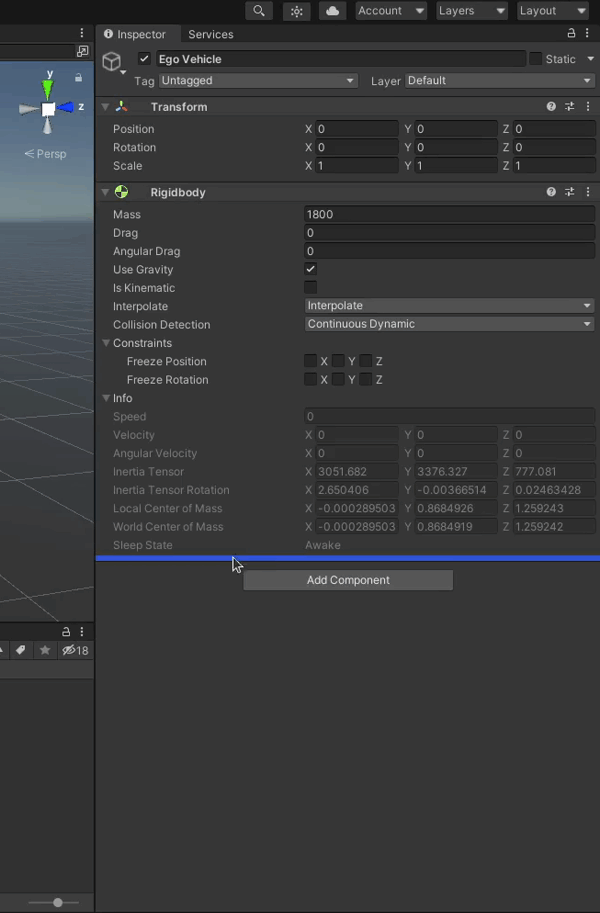 Account Layers Layout
Inspector Services
Ego Vehicle Static
Tag Untagged Layer Default
y
z
Persp
Transform
Position X 0 Y 0 Z 0
Rotation X 0 Y 0 Z 0
Scale X 1 Y 1 Z 1
Rigidbody
Mass 1800
Drag 0
Angular Drag 0
Use Gravity
Is Kinematic
Interpolate Interpolate
Collision Detection Continuous Dynamic
Constraints
Freeze Position X Y Z
Freeze Rotation X Y Z
Info
Speed 0
Velocity X 0 Y 0 Z 0
Angular Velocity X 0 Y 0 Z 0
Inertia Tensor X 3051.682 Y 3376.327 Z 777.081
Inertia Tensor Rotation X 2.650406 Y -0.00366514 Z 0.02463428
Local Center of Mass X -0.000289503 Y 0.8684926 Z 1.259243
World Center of Mass X -0.000289503 Y 0.8684919 Z 1.259242
Sleep State Awake
Add Component
18